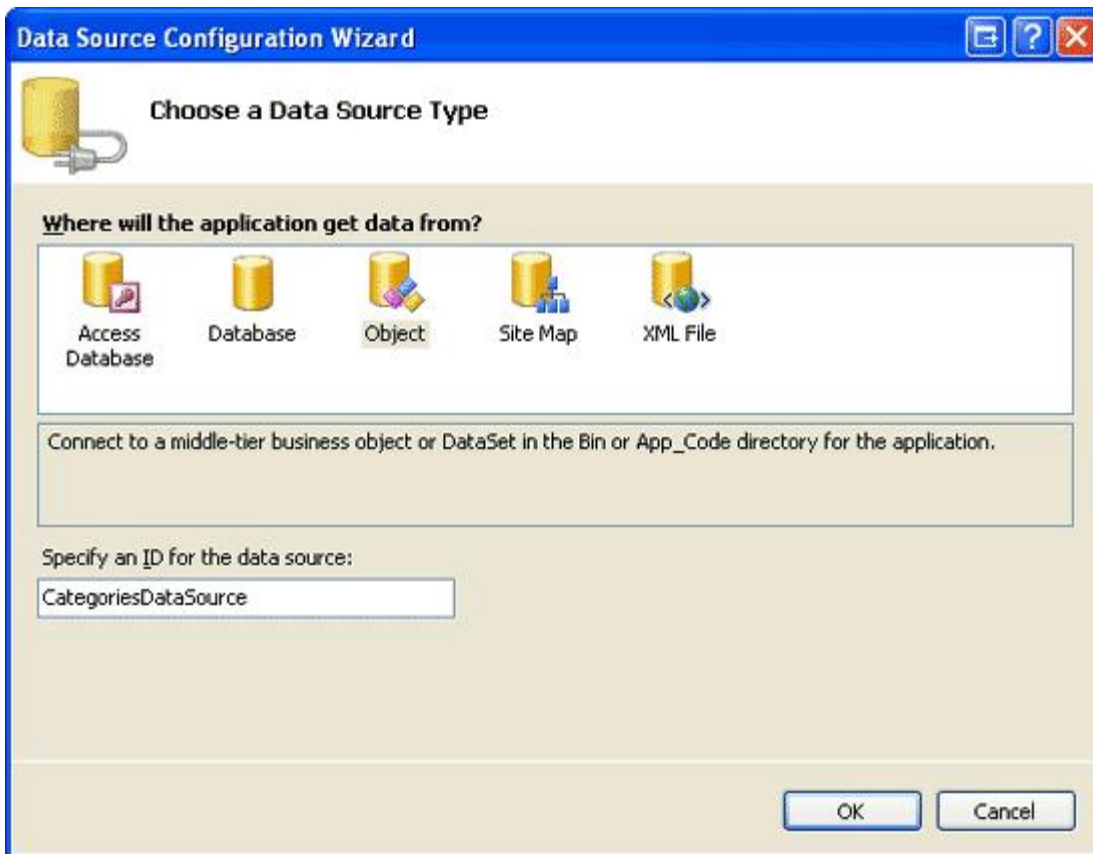 Data Source Configuration Wizard
Choose a Data Source Type
Where will the application get data from?
Access
Database
Database
Object
Site Map
XML File
Connect to a middle-tier business object or DataSet in the Bin or App_Code directory for the application.
Specify an ID for the data source:
CategoriesDataSource
OK
Cancel